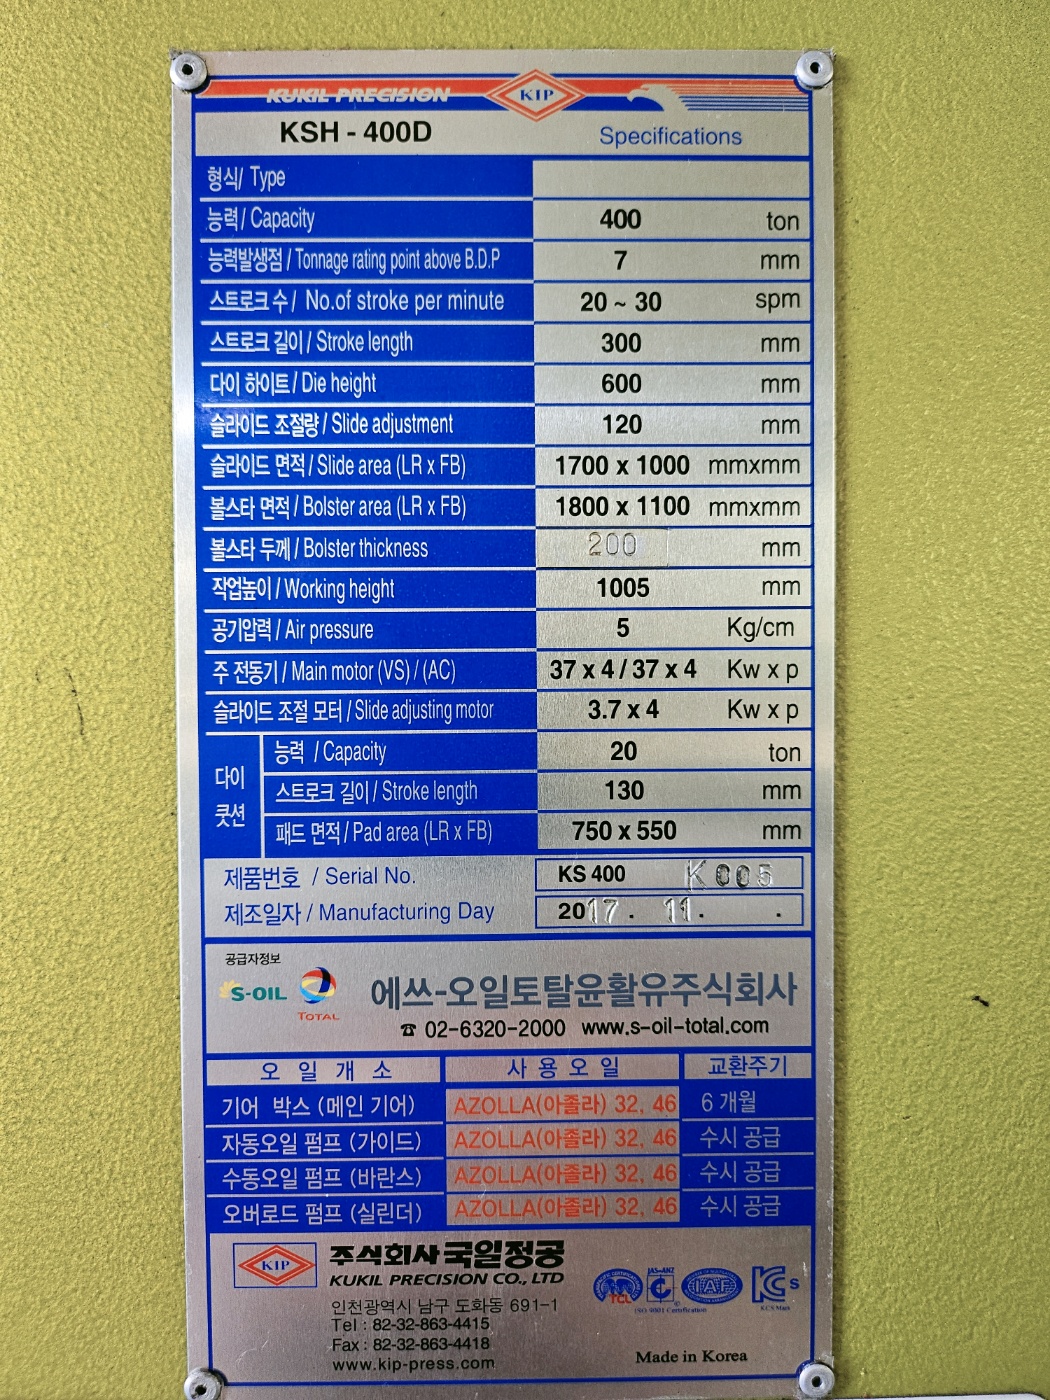 KUKIL PRECISION KIP
KSH - 400D Specifications
형식/ Type
능력 / Capacity 400 ton
능력발생점 / Tonnage rating point above B.D.P 7 mm
스트로크 수 / No.of stroke per minute 20 ~ 30 spm
스트로크 길이 / Stroke length 300 mm
다이 하이트 / Die height 600 mm
슬라이드 조절량 / Slide adjustment 120 mm
슬라이드 면적 / Slide area (LR x FB) 1700 x 1000 mmxmm
볼스타 면적 / Bolster area (LR x FB) 1800 x 1100 mmxmm
볼스타 두께 / Bolster thickness 200 mm
작업높이 / Working height 1005 mm
공기압력 / Air pressure 5 Kg/cm
주 전동기 / Main motor (VS) / (AC) 37 x 4 / 37 x 4 Kw x p
슬라이드 조절 모터 / Slide adjusting motor 3.7 x 4 Kw x p
다이 쿳션
능력 / Capacity 20 ton
스트로크 길이 / Stroke length 130 mm
패드 면적 / Pad area (LR x FB) 750 x 550 mm
제품번호 / Serial No. KS 400 K005
제조일자 / Manufacturing Day 2017 . 11. .
공급자정보
S-OIL TOTAL 에쓰-오일토탈윤활유주식회사
☎ 02-6320-2000 www.s-oil-total.com
오 일 개 소 사 용 오 일 교환주기
기어 박스 (메인 기어) AZOLLA(아졸라) 32, 46 6 개월
자동오일 펌프 (가이드) AZOLLA(아졸라) 32, 46 수시 공급
수동오일 펌프 (바란스) AZOLLA(아졸라) 32, 46 수시 공급
오버로드 펌프 (실린더) AZOLLA(아졸라) 32, 46 수시 공급
KIP 주식회사 국일정공
KUKIL PRECISION CO., LTD
인천광역시 남구 도화동 691-1
Tel : 82-32-863-4415
Fax : 82-32-863-4418
www.kip-press.com
TCL JAS-ANZ IAF KC s
ISO 9001 Certification KCS Mark
Made in Korea